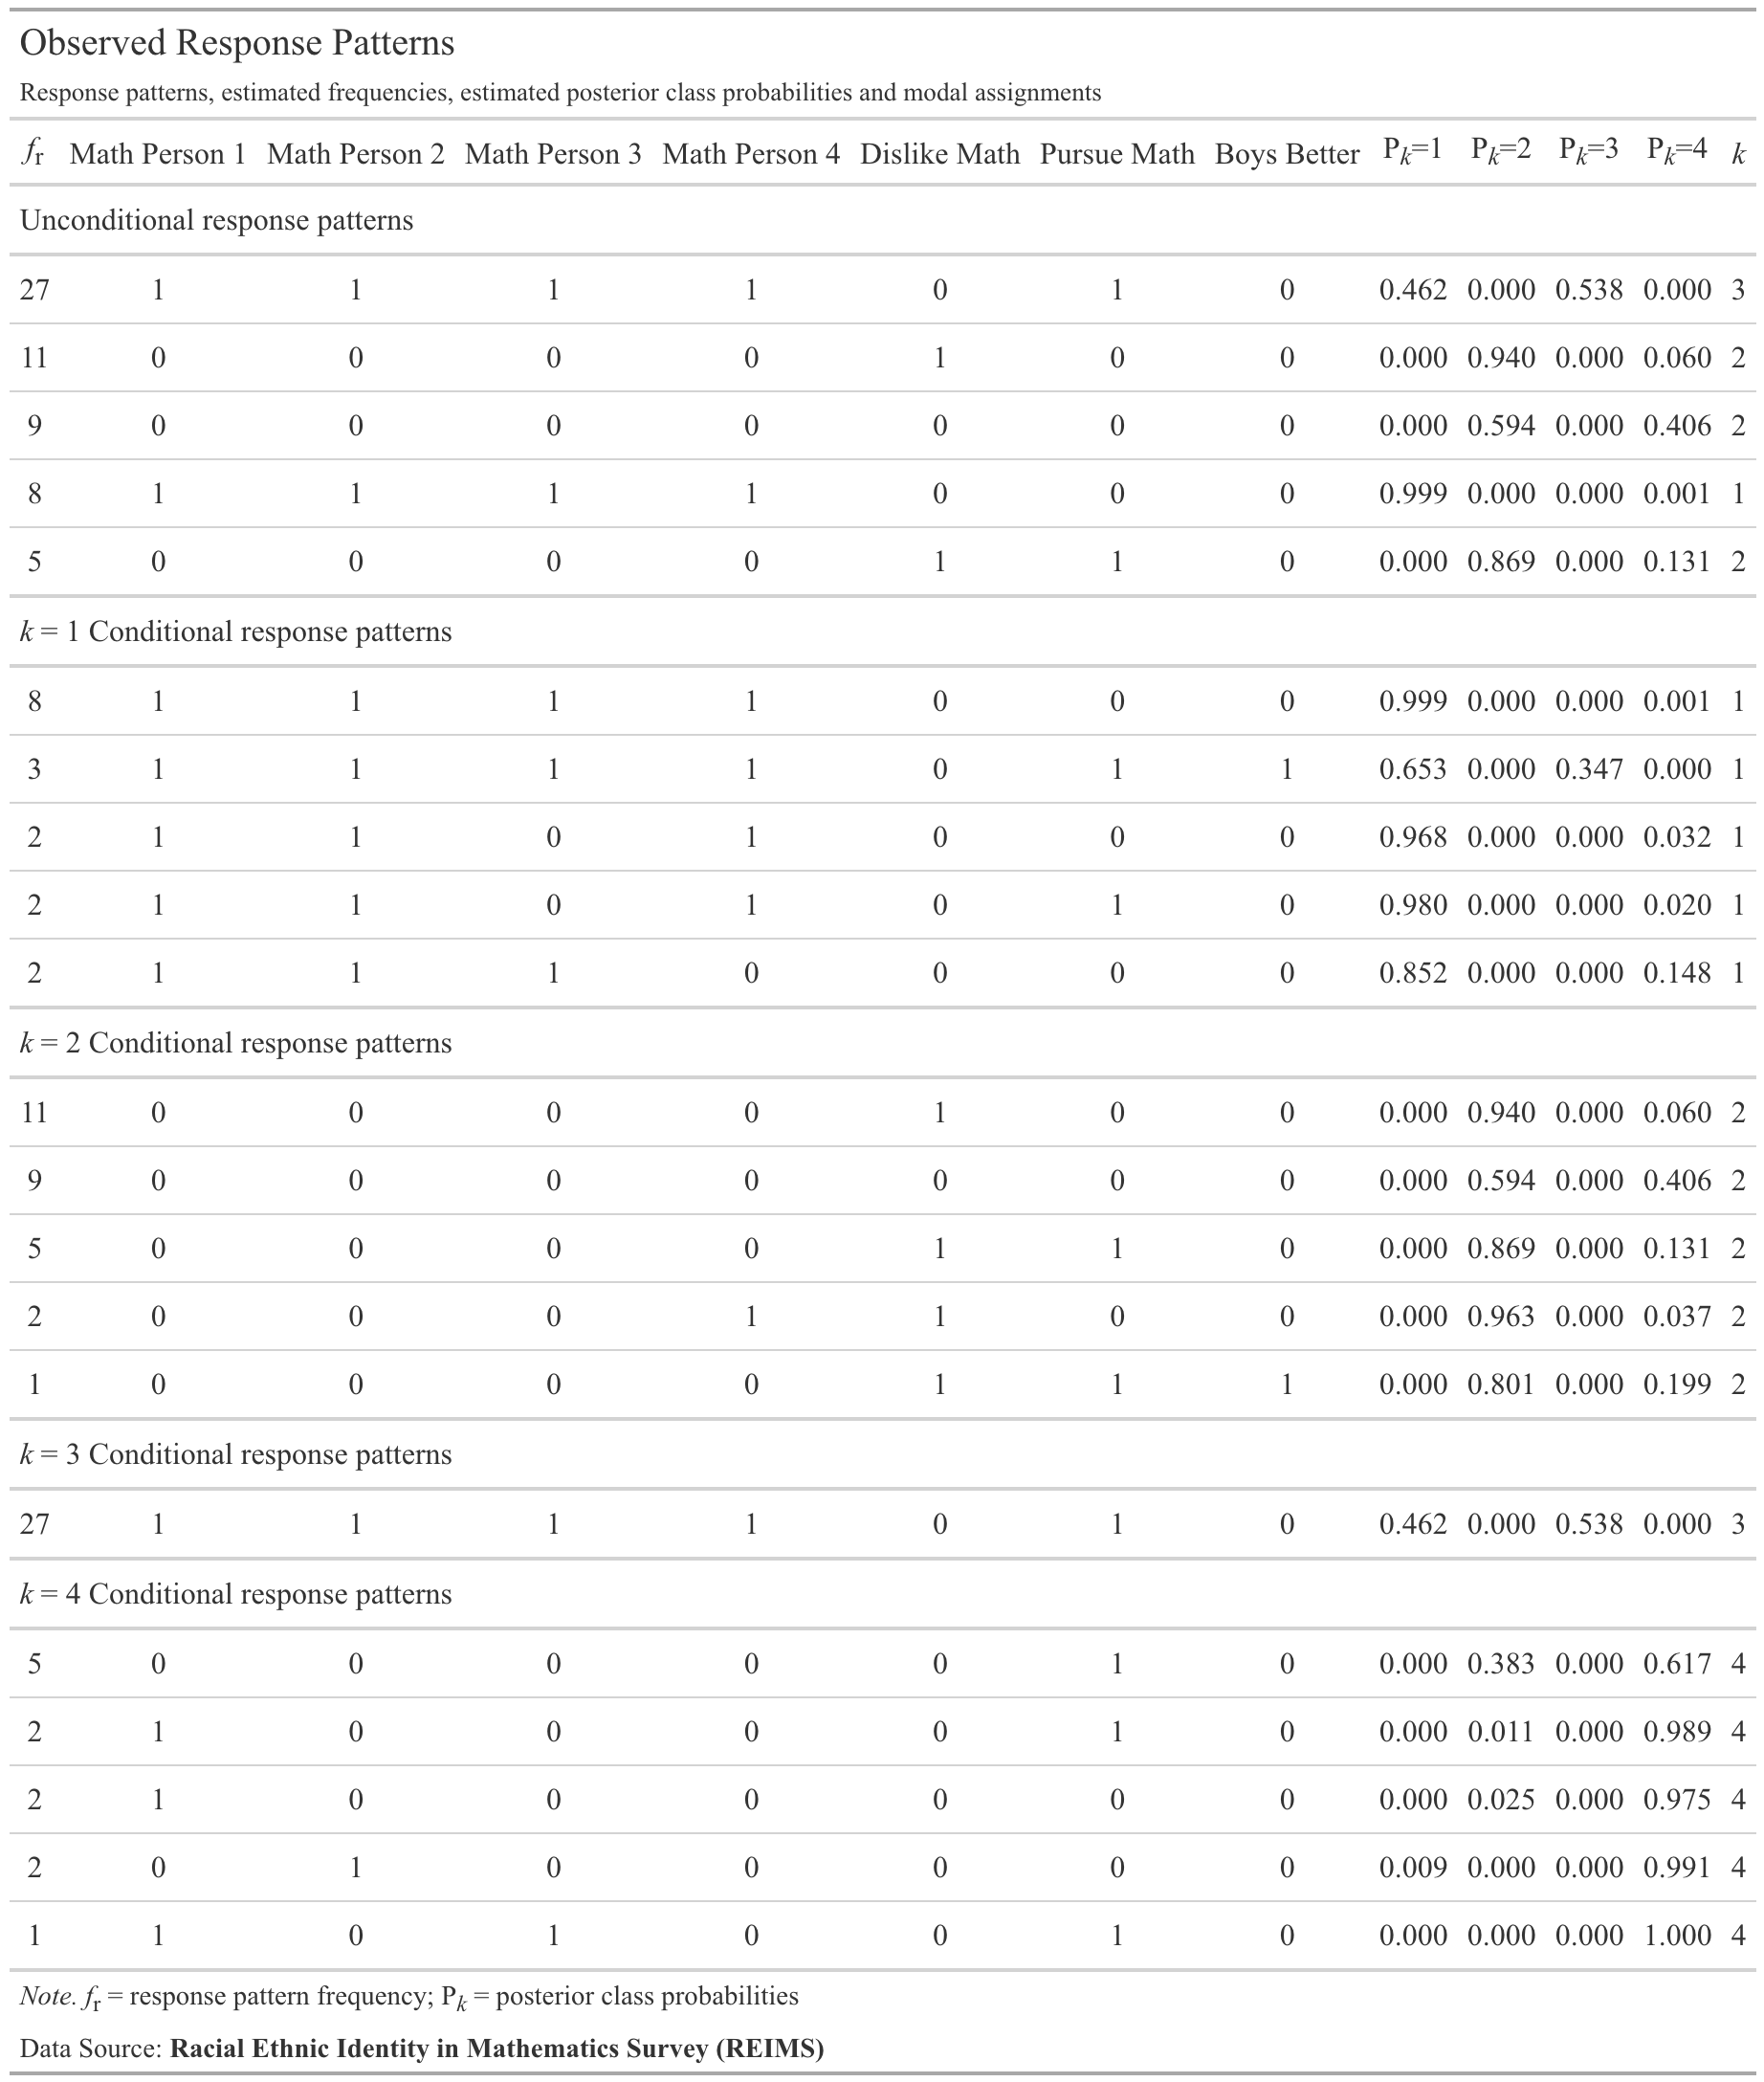 Observed Response Patterns
Response patterns, estimated frequencies, estimated posterior class probabilities and modal assignments
fr Math Person 1 Math Person 2 Math Person 3 Math Person 4 Dislike Math Pursue Math Boys Better Pk=1 Pk=2 Pk=3 Pk=4 k
Unconditional response patterns
27 1 1 1 1 0 1 0 0.462 0.000 0.538 0.000 3
11 0 0 0 0 1 0 0 0.000 0.940 0.000 0.060 2
9 0 0 0 0 0 0 0 0.000 0.594 0.000 0.406 2
8 1 1 1 1 0 0 0 0.999 0.000 0.000 0.001 1
5 0 0 0 0 1 1 0 0.000 0.869 0.000 0.131 2
k = 1 Conditional response patterns
8 1 1 1 1 0 0 0 0.999 0.000 0.000 0.001 1
3 1 1 1 1 0 1 1 0.653 0.000 0.347 0.000 1
2 1 1 0 1 0 0 0 0.968 0.000 0.000 0.032 1
2 1 1 0 1 0 1 0 0.980 0.000 0.000 0.020 1
2 1 1 1 0 0 0 0 0.852 0.000 0.000 0.148 1
k = 2 Conditional response patterns
11 0 0 0 0 1 0 0 0.000 0.940 0.000 0.060 2
9 0 0 0 0 0 0 0 0.000 0.594 0.000 0.406 2
5 0 0 0 0 1 1 0 0.000 0.869 0.000 0.131 2
2 0 0 0 1 1 0 0 0.000 0.963 0.000 0.037 2
1 0 0 0 0 1 1 1 0.000 0.801 0.000 0.199 2
k = 3 Conditional response patterns
27 1 1 1 1 0 1 0 0.462 0.000 0.538 0.000 3
k = 4 Conditional response patterns
5 0 0 0 0 0 1 0 0.000 0.383 0.000 0.617 4
2 1 0 0 0 0 1 0 0.000 0.011 0.000 0.989 4
2 1 0 0 0 0 0 0 0.000 0.025 0.000 0.975 4
2 0 1 0 0 0 0 0 0.009 0.000 0.000 0.991 4
1 1 0 1 0 0 1 0 0.000 0.000 0.000 1.000 4
Note. fr = response pattern frequency; Pk = posterior class probabilities
Data Source: Racial Ethnic Identity in Mathematics Survey (REIMS)